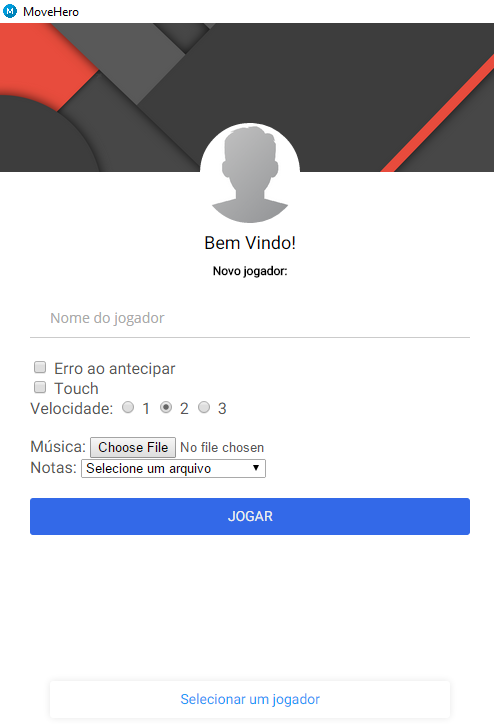 M MoveHero
Bem Vindo!
Novo jogador:
Nome do jogador
Erro ao antecipar
Touch
Velocidade: 1 2 3
Música: Choose File No file chosen
Notas: Selecione um arquivo
JOGAR
Selecionar um jogador